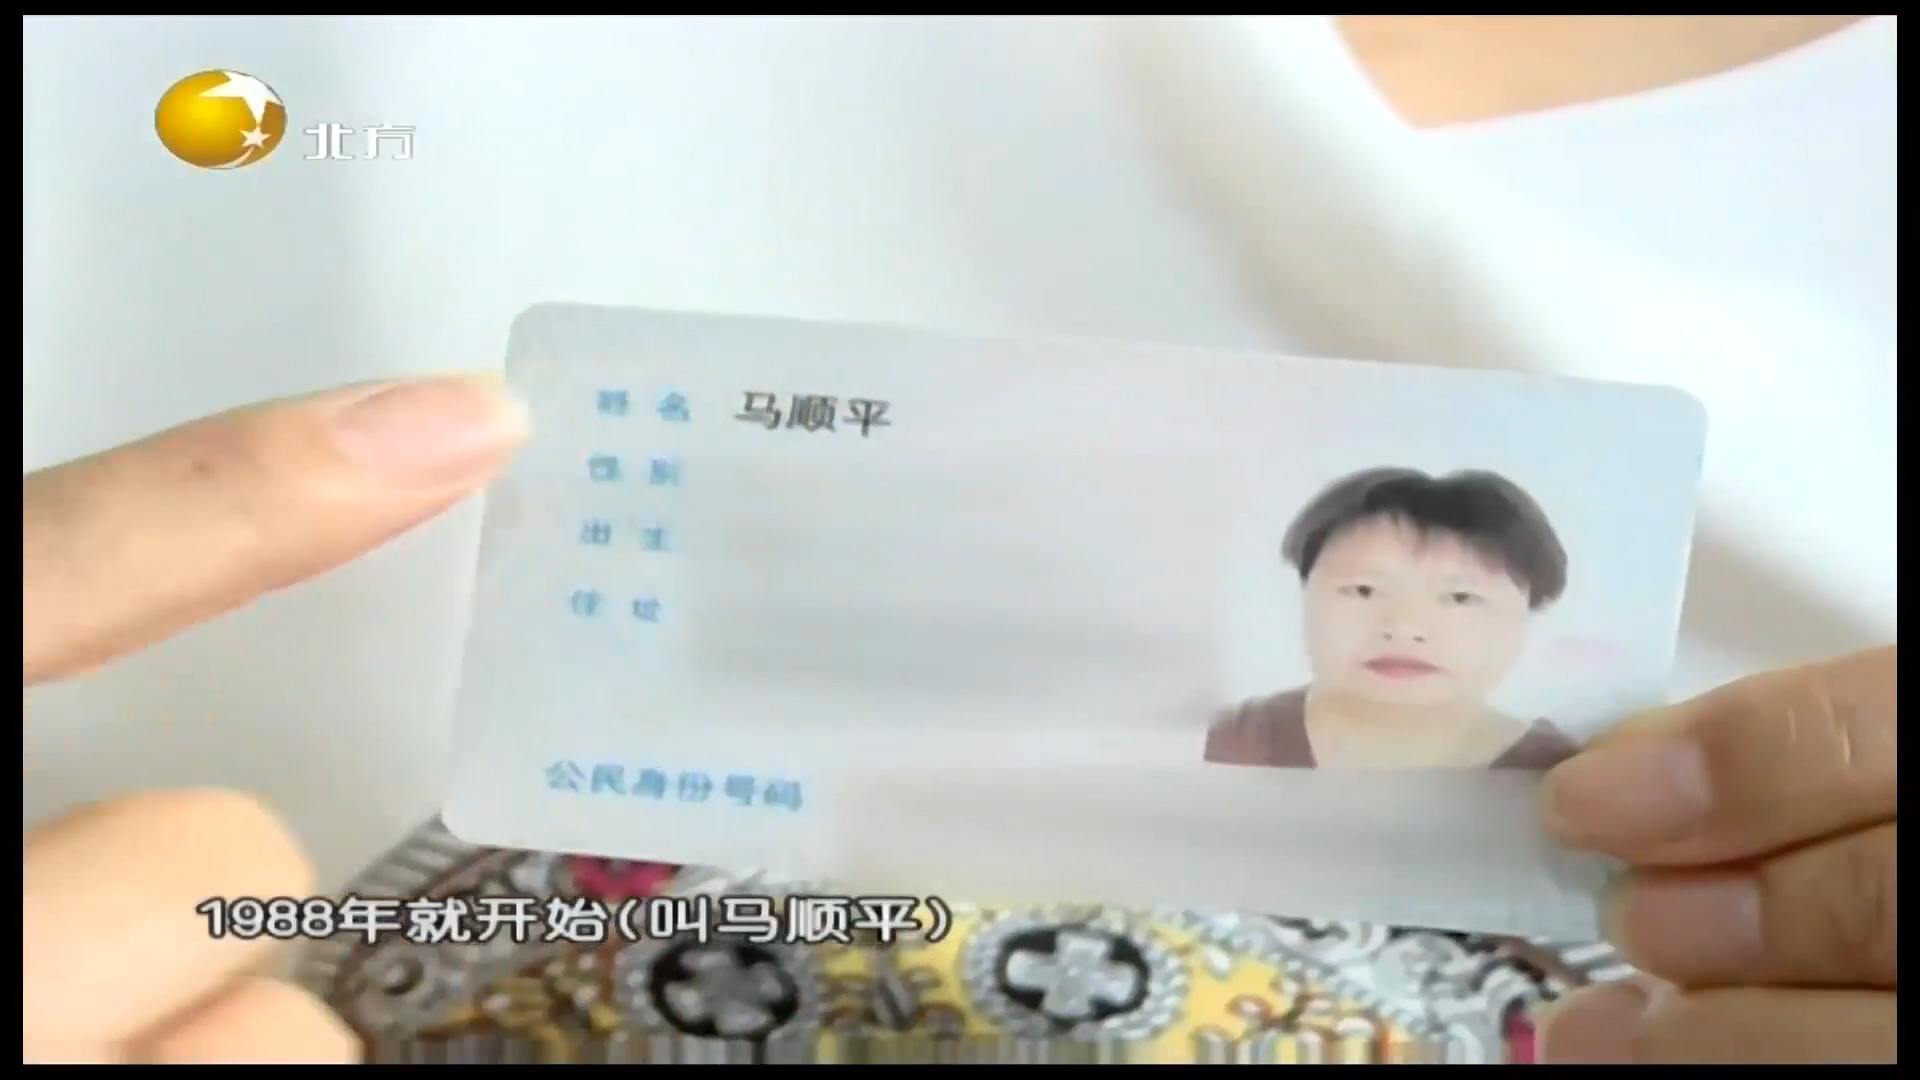 北方
姓名 马顺平
性别
出生
住址
公民身份号码
1988年就开始(叫马顺平)